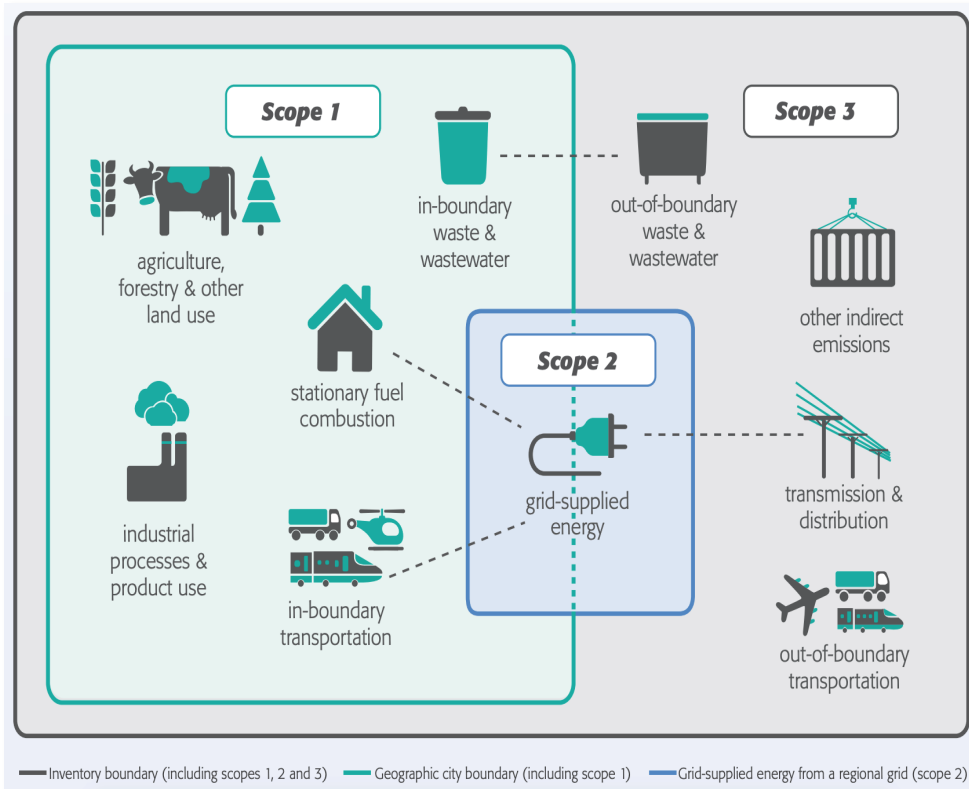 Scope 1
Scope 3
in-boundary
waste &
wastewater
out-of-boundary
waste &
wastewater
agriculture,
forestry & other
land use
other indirect
emissions
Scope 2
stationary fuel
combustion
grid-supplied
energy
transmission &
distribution
industrial
processes &
product use
in-boundary
transportation
out-of-boundary
transportation
Inventory boundary (including scopes 1, 2 and 3)
Geographic city boundary (including scope 1)
Grid-supplied energy from a regional grid (scope 2)